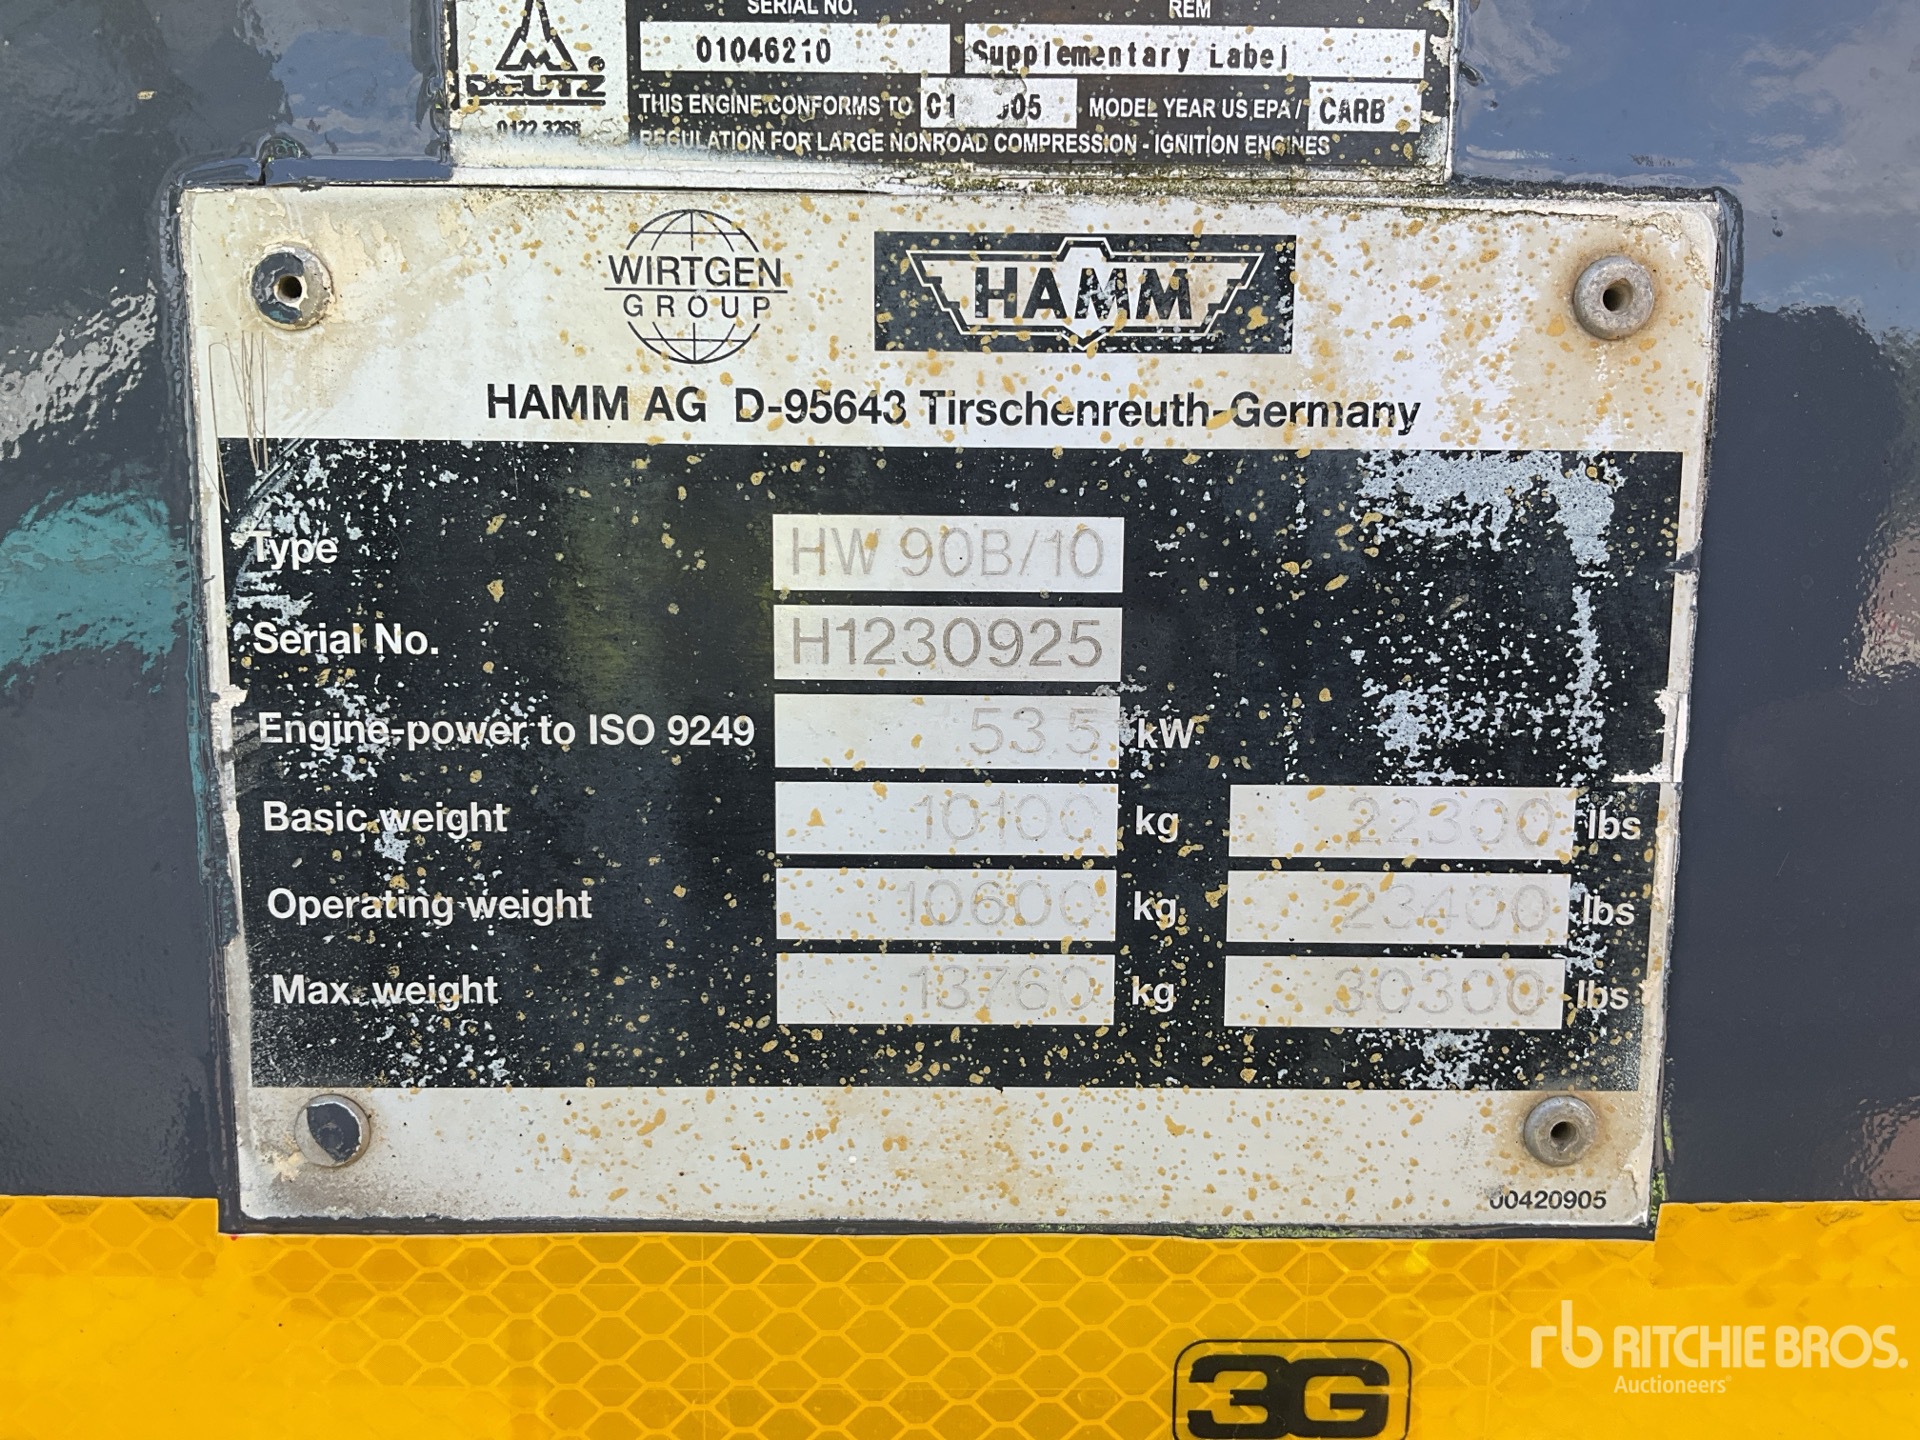 SERIAL NO. REM
01046210 Supplementary Label
DEUTZ
THIS ENGINE CONFORMS TO MODEL YEAR US EPA / CARB
0122 3268
REGULATION FOR LARGE NONROAD COMPRESSION - IGNITION ENGINES
WIRTGEN
GROUP
HAMM
HAMM AG D-95643 Tirschenreuth-Germany
Type HW 90B/10
Serial No. H1230925
Engine-power to ISO 9249 53.5 kW
Basic weight 10100 kg 22300 lbs
Operating weight 10600 kg 23400 lbs
Max. weight 13760 kg 30300 lbs
00420905
3G
rb RITCHIE BROS.
Auctioneers